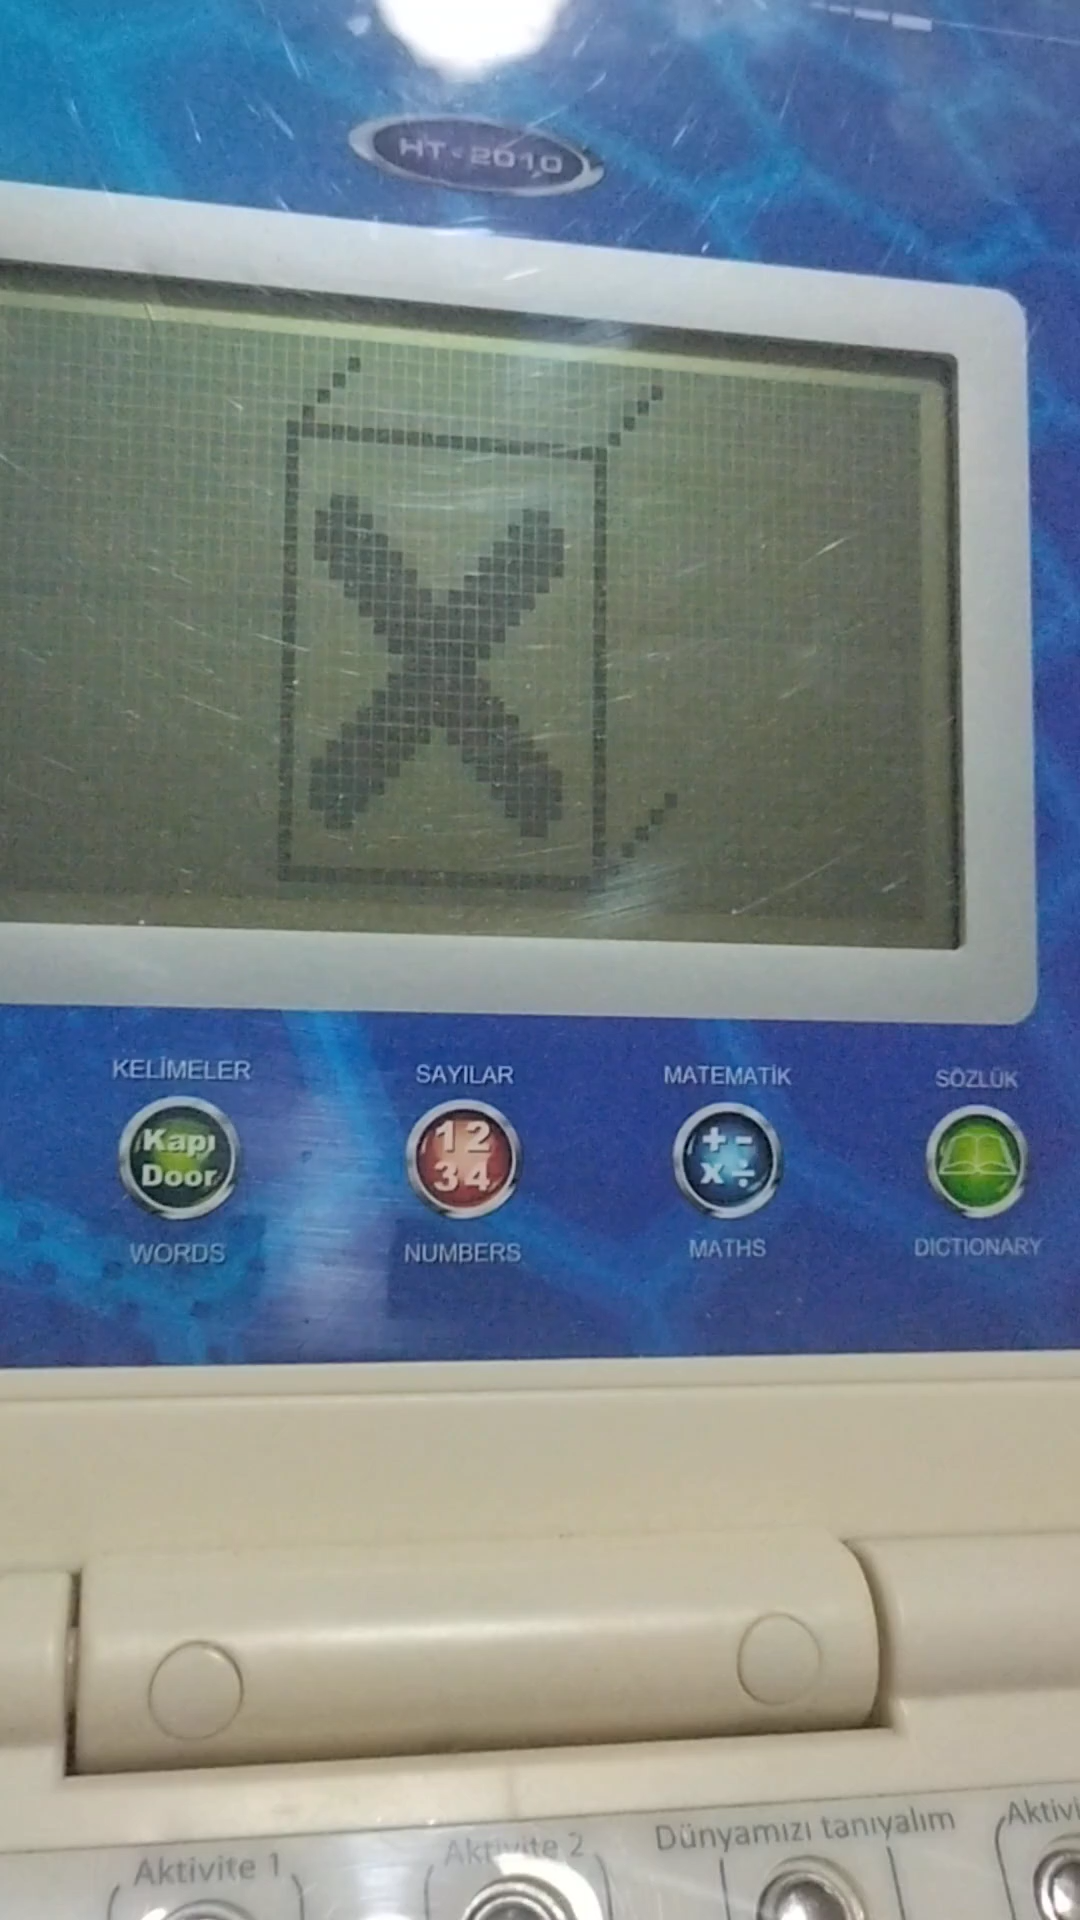 HT-2010
X
KELİMELER
SAYILAR
MATEMATİK
SÖZLÜK
Kapı
Door
1 2
3 4
+ -
x ÷
WORDS
NUMBERS
MATHS
DICTIONARY
Aktivite 1
Aktivite 2
Dünyamızı tanıyalım